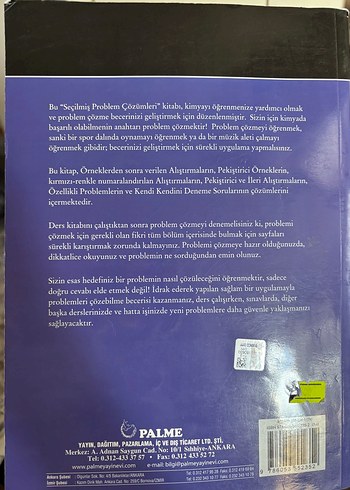 Bu "Seçilmiş Problem Çözümleri" kitabı, kimyayı öğrenmenize yardımcı olmak
ve problem çözme becerinizi geliştirmek için düzenlenmiştir. Sizin için kimyada
başarılı olabilmenin anahtarı problem çözmektir! Problem çözmeyi öğrenmek,
sanki bir spor dalında oynamayı öğrenmek ya da bir müzik aleti çalmayı
öğrenmek gibidir; becerinizi geliştirmek için sürekli uygulama yapmalısınız.
Bu kitap, Örneklerden sonra verilen Alıştırmaların, Pekiştirici Örneklerin,
kırmızı-renkle numaralandırılan Alıştırmaların, Pekiştirici ve İleri Alıştırmaların,
Özellikli Problemlerin ve Kendi Kendini Deneme Sorularının çözümlerini
içermektedir.
Ders kitabını çalıştıktan sonra problem çözmeyi denemelisiniz ki, problemi
çözmek için gerekli olan fikri tüm bölüm içerisinde bulmak için sayfaları
sürekli karıştırmak zorunda kalmayınız. Problemi çözmeye hazır olduğunuzda,
dikkatlice okuyunuz ve problemin ne sorduğundan emin olunuz.
Sizin esas hedefiniz bir problemin nasıl çözüleceğini öğrenmektir, sadece
doğru cevabı elde etmek değil! İdrak ederek yapılan sağlam bir uygulamayla
problemleri çözebilme becerisi kazanmanız, ders çalışırken, sınavlarda, diğer
başka derslerinizde ve hatta işinizde yeni problemlere daha güvenle yaklaşmanızı
sağlayacaktır.
PALME
YAYIN, DAĞITIM, PAZARLAMA, İÇ VE DIŞ TİCARET LTD. ŞTİ.
Merkez: A. Adnan Saygun Cad. No: 10/1 Sıhhiye-ANKARA
Tel: 0.312-433 37 57 • Fax: 0.312 433 52 72
www.palmeyayinevi.com e-mail: bilgi@palmeyayinevi.com
Ankara Şubesi
İzmir Şubesi